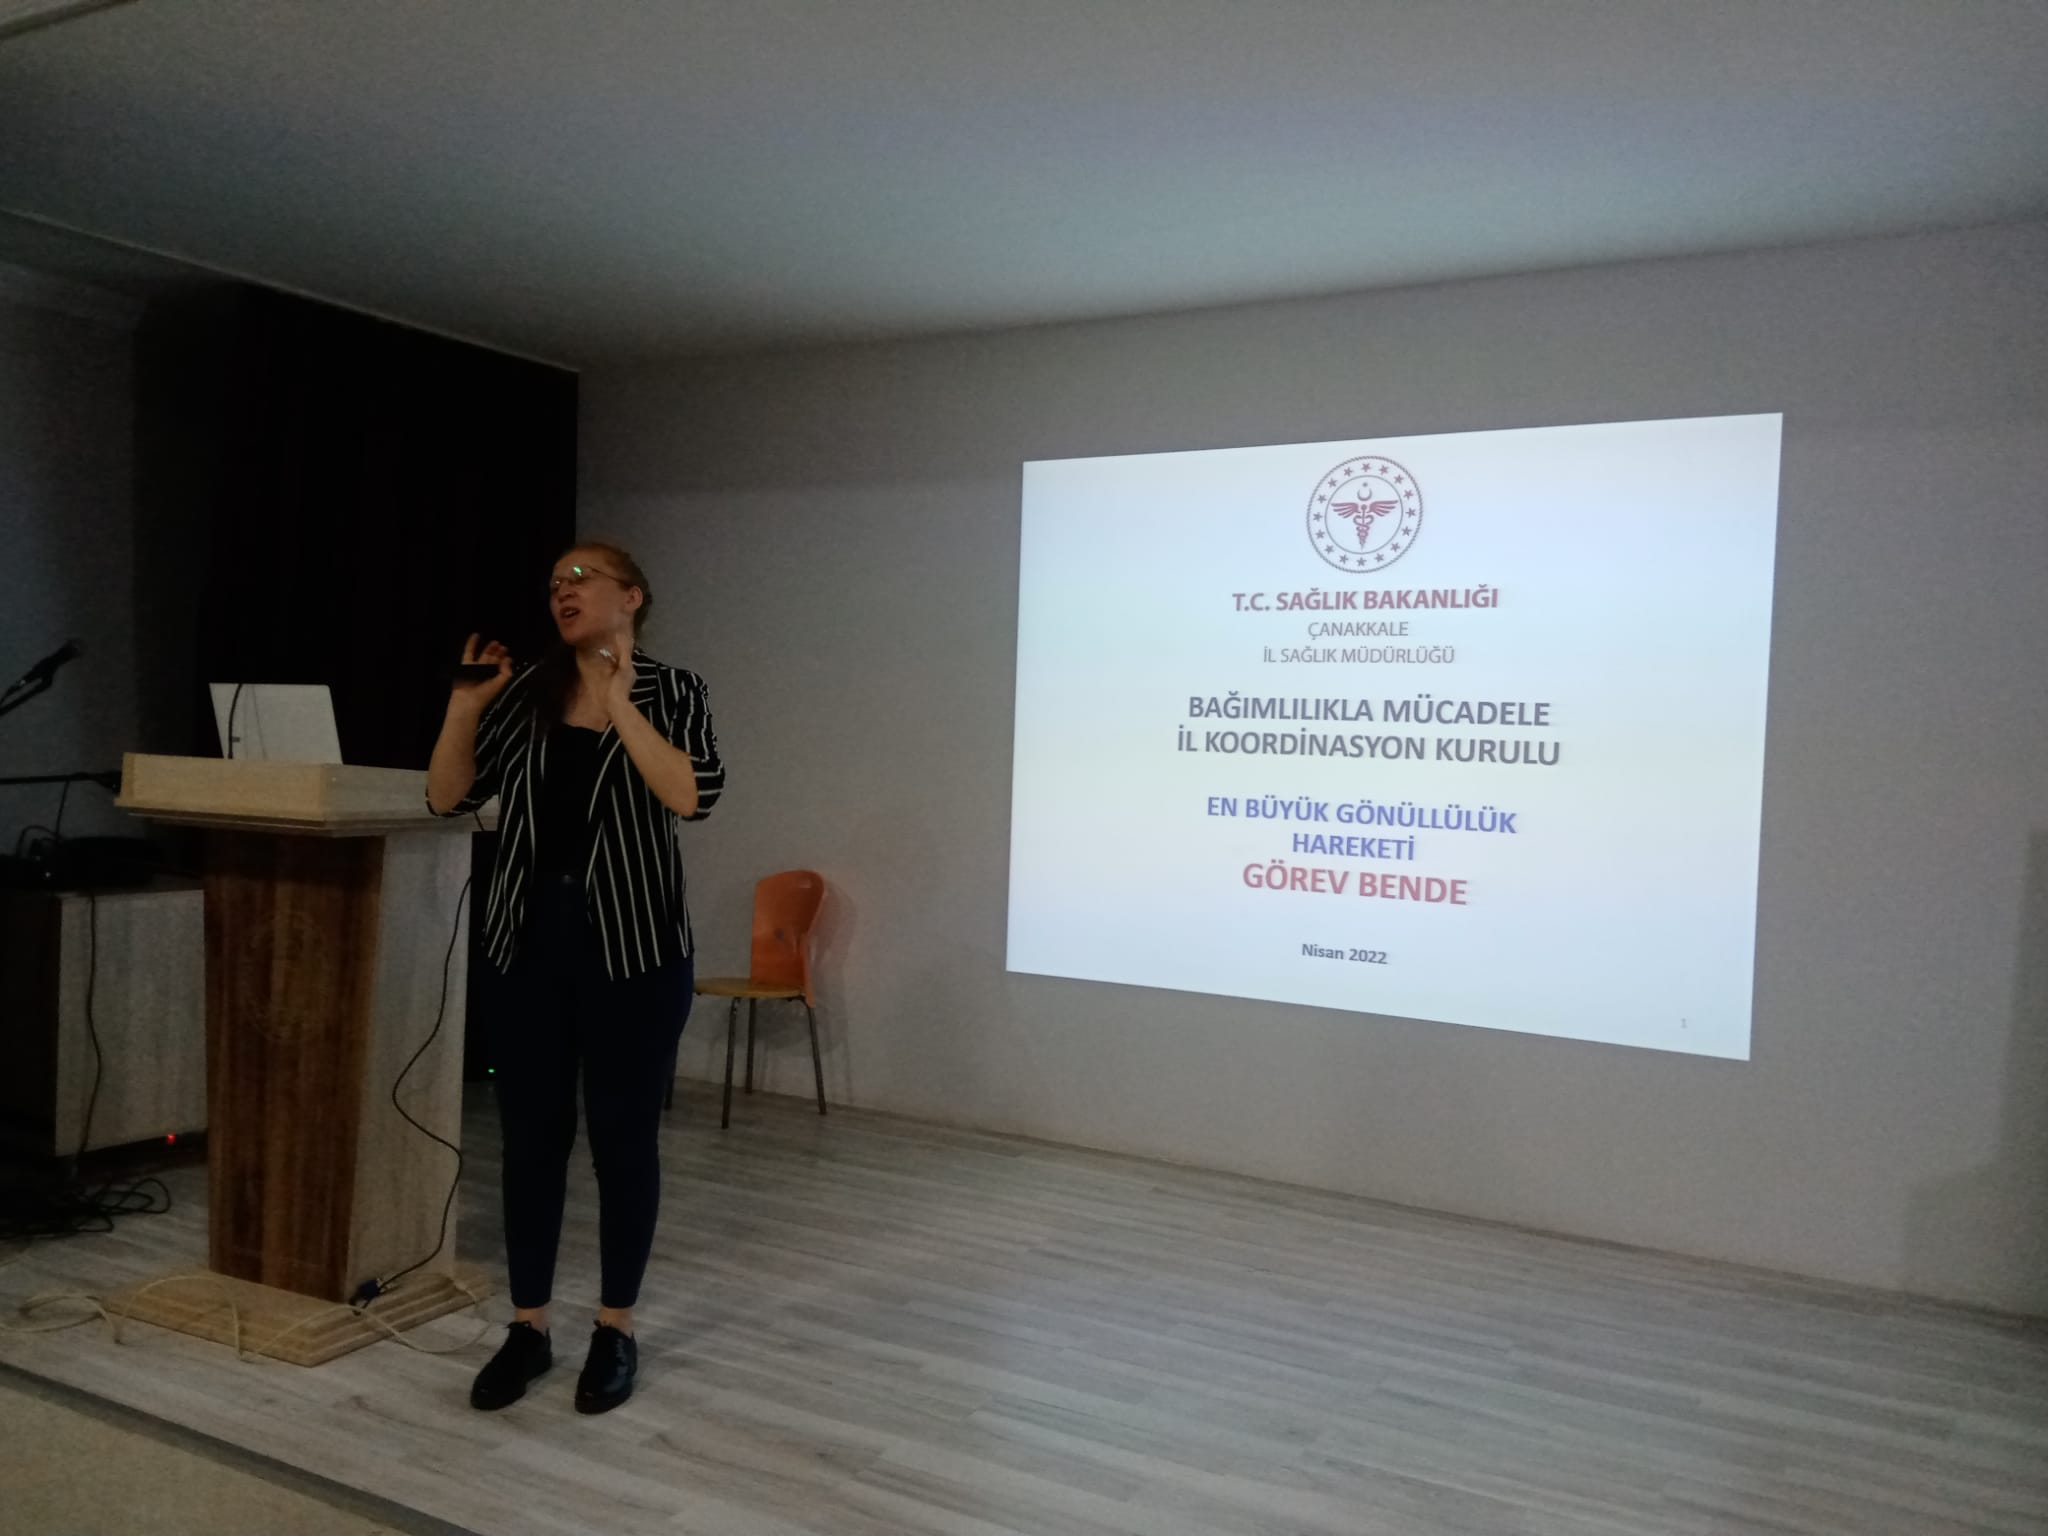 T.C. SAĞLIK BAKANLIĞI
ÇANAKKALE
İL SAĞLIK MÜDÜRLÜĞÜ
BAĞIMLILIKLA MÜCADELE
İL KOORDİNASYON KURULU
EN BÜYÜK GÖNÜLLÜLÜK
HAREKETİ
GÖREV BENDE
Nisan 2022
1